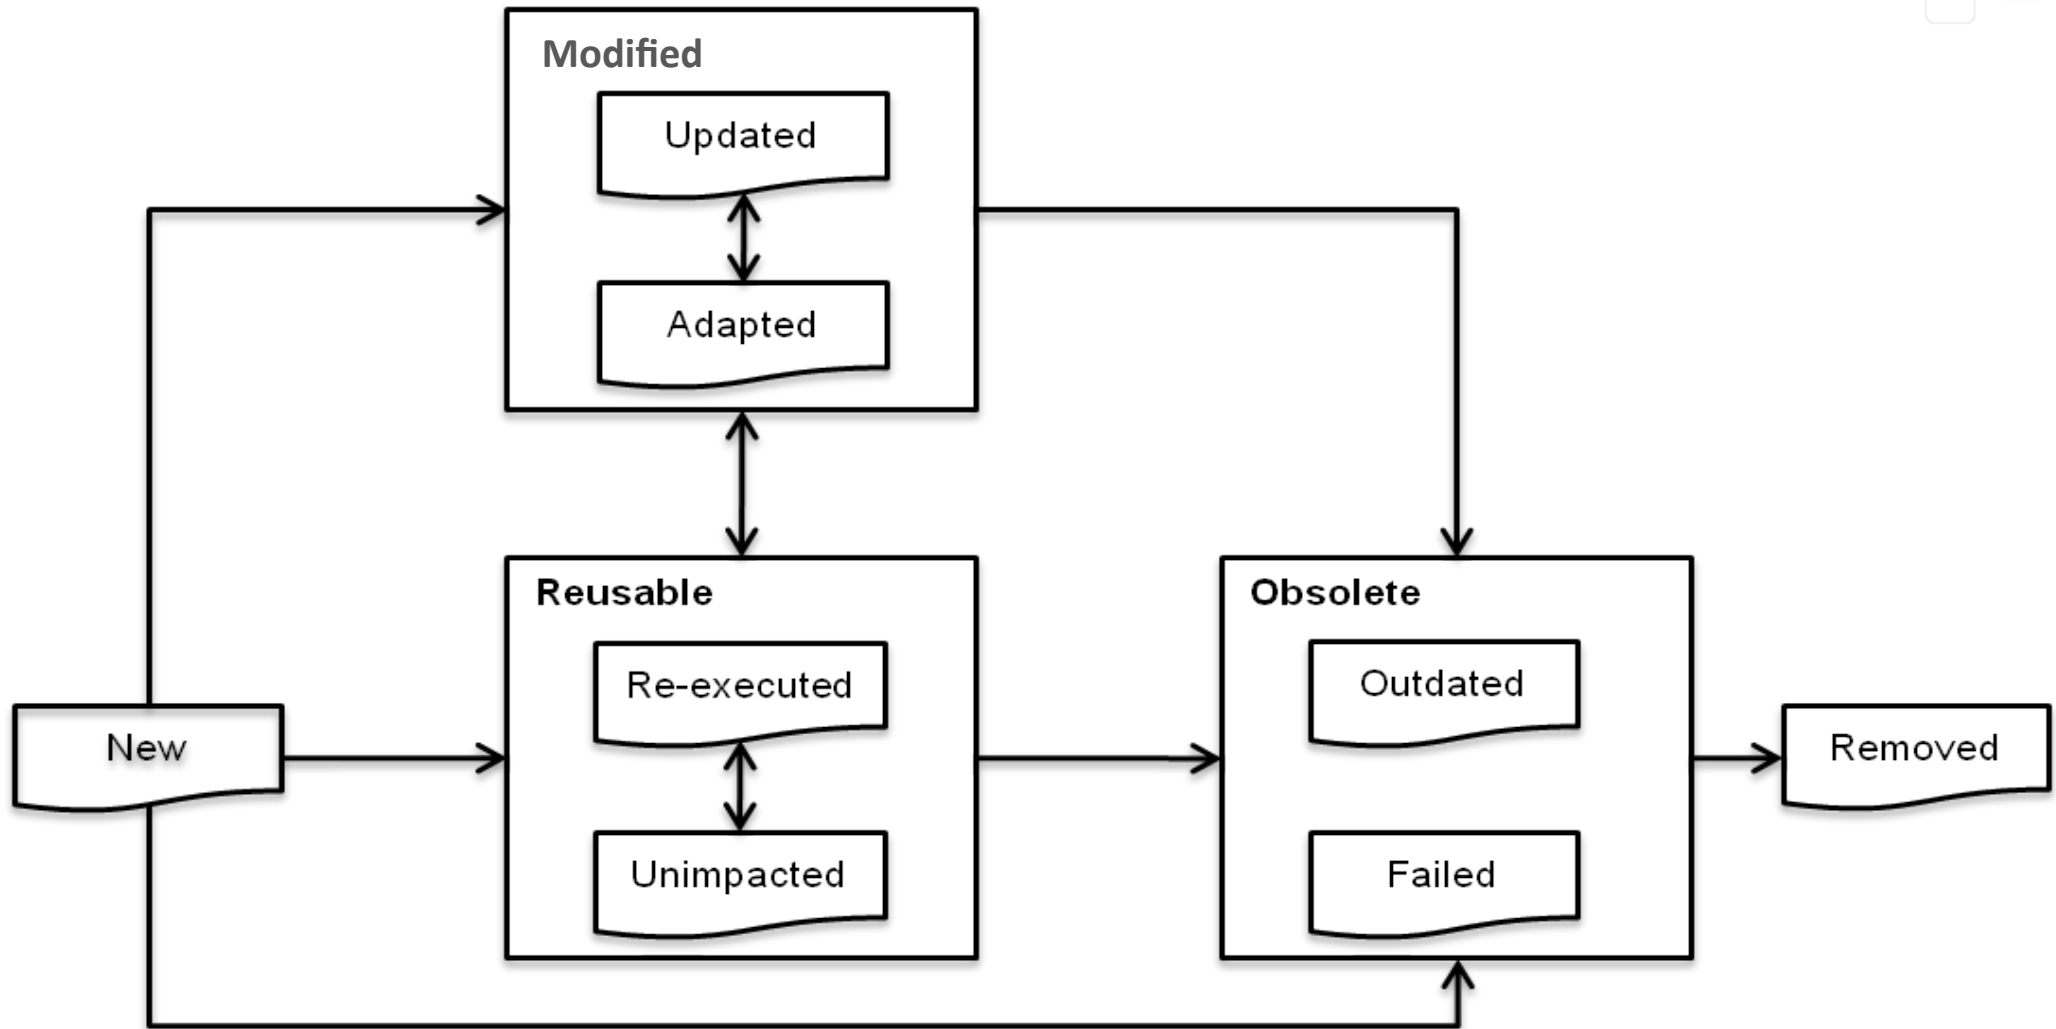 Modified
Updated
Adapted
Reusable
Re-executed
Unimpacted
Obsolete
Outdated
Failed
New
Removed